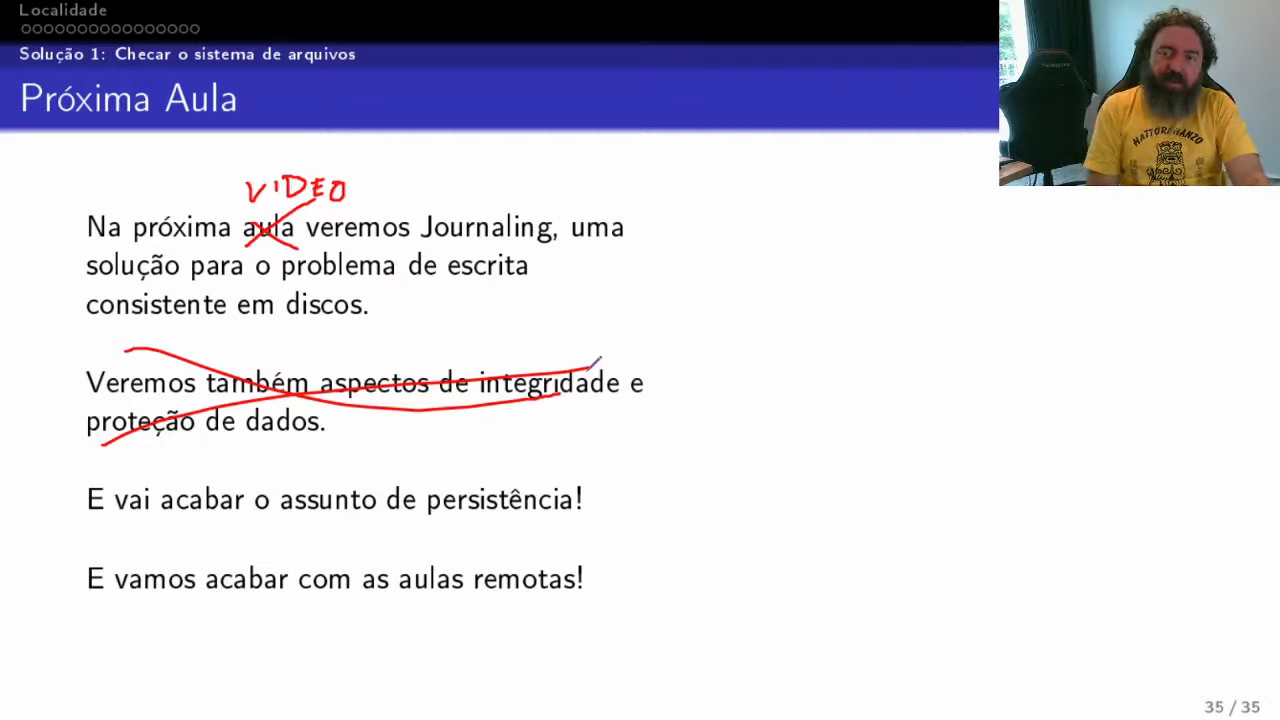 Localidade
Solução 1: Checar o sistema de arquivos
Próxima Aula
VIDEO
Na próxima aula veremos Journaling, uma
solução para o problema de escrita
consistente em discos.
Veremos também aspectos de integridade e
proteção de dados.
E vai acabar o assunto de persistência!
E vamos acabar com as aulas remotas!
HATTORI HANZO
35 / 35